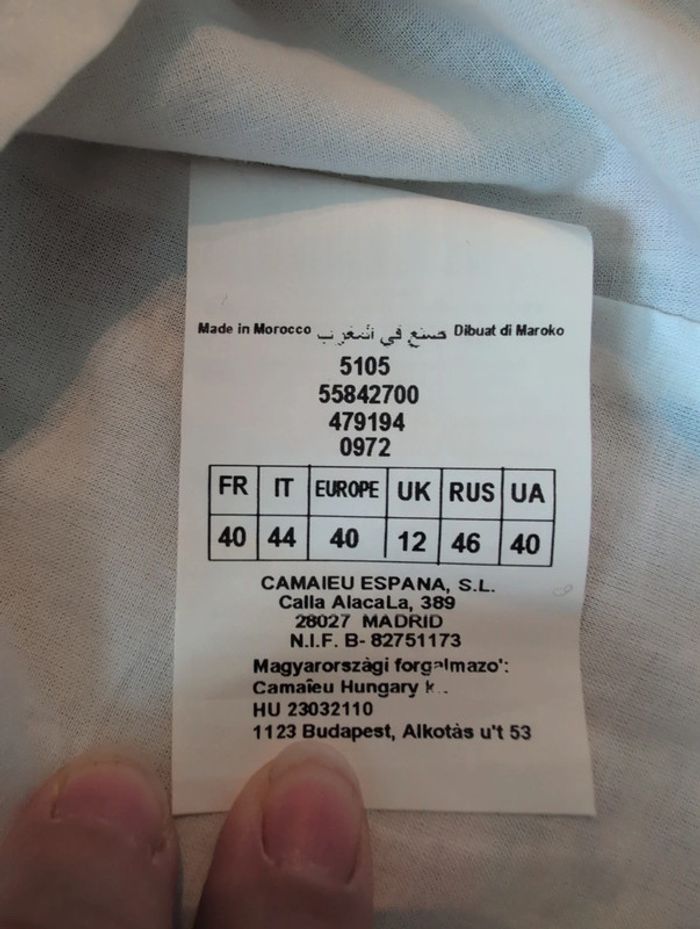 Made in Morocco صنع في المغرب Dibuat di Maroko
5105
55842700
479194
0972
FR IT EUROPE UK RUS UA
40 44 40 12 46 40
CAMAIEU ESPANA, S.L.
Calla AlacaLa, 389
28027 MADRID
N.I.F. B- 82751173
Magyarországi forgalmazo':
Camaïeu Hungary
HU 23032110
1123 Budapest, Alkotàs u't 53